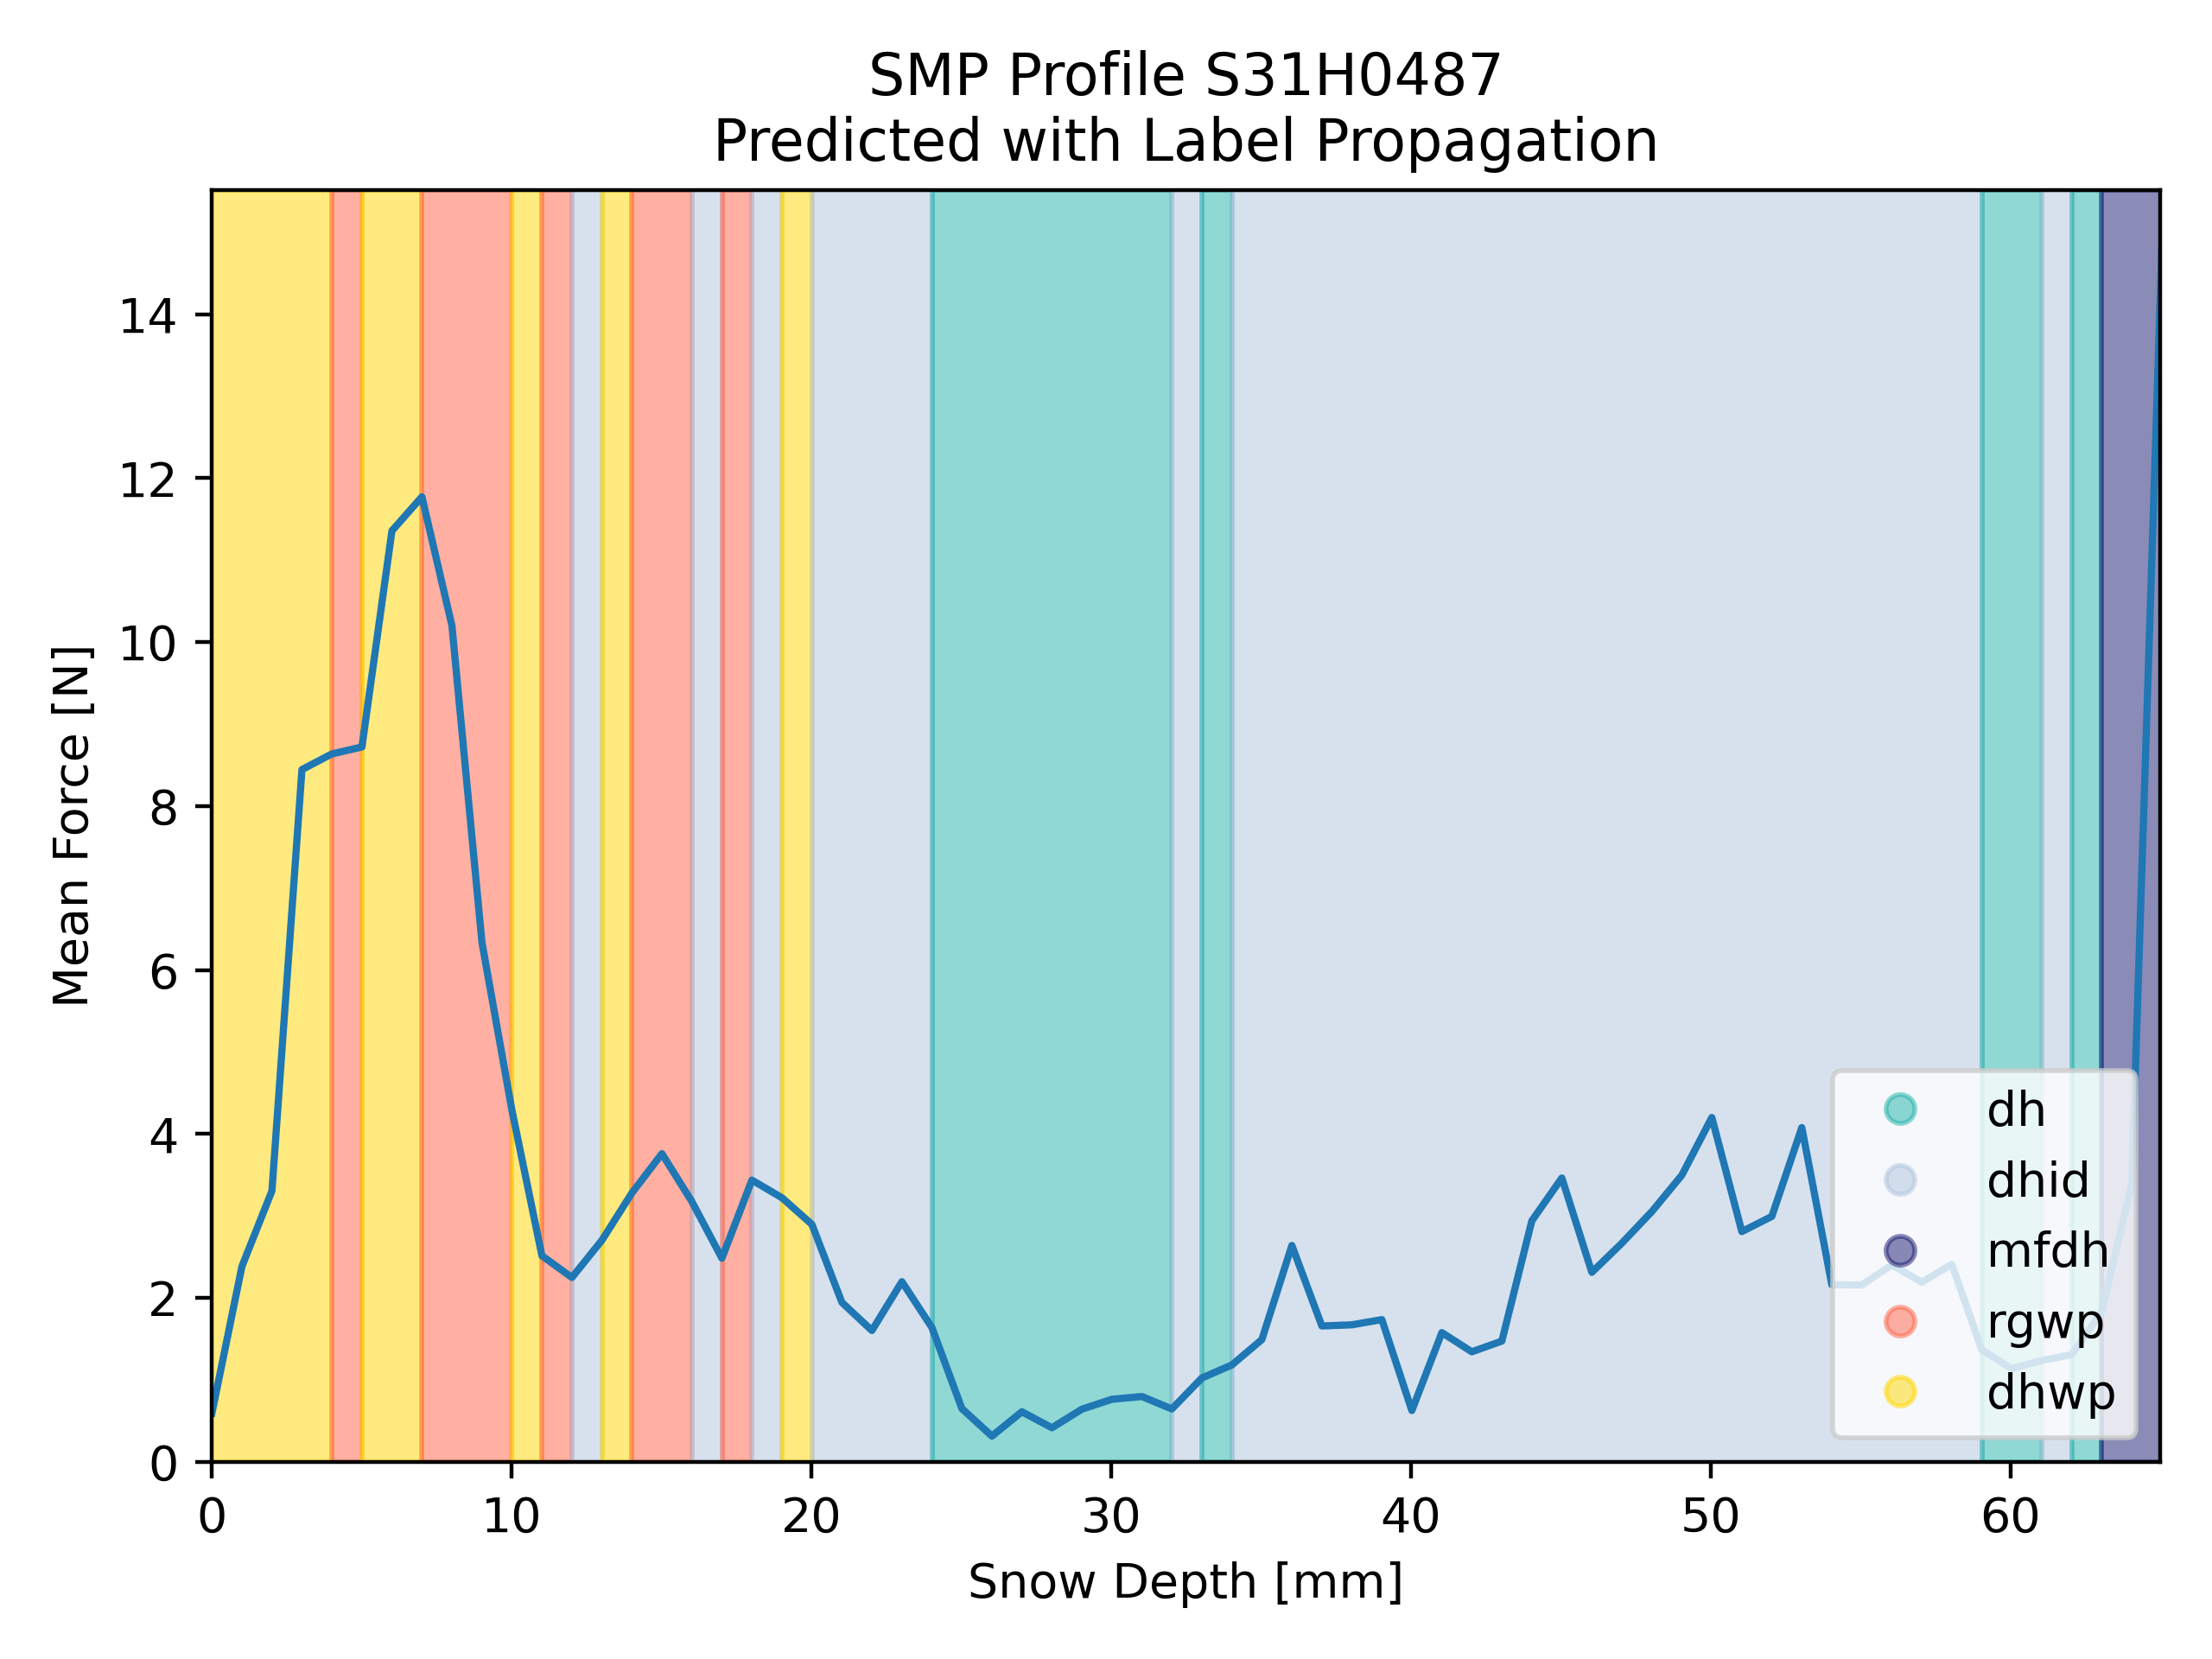 SMP Profile S31H0487
Predicted with Label Propagation
Mean Force [N]
14
12
10
8
6
4
2
0
0 10 20 30 40 50 60
Snow Depth [mm]
dh
dhid
mfdh
rgwp
dhwp